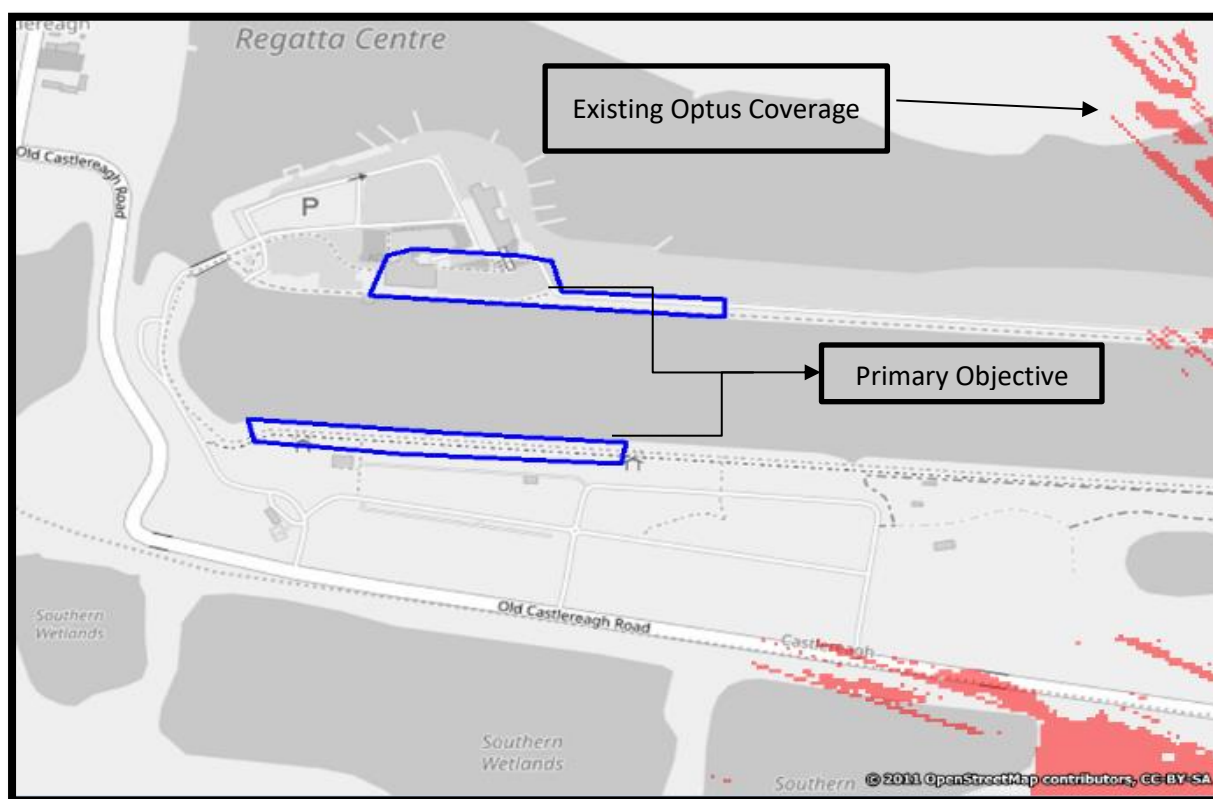 Castlereagh
Regatta Centre
Existing Optus Coverage
Old Castlereagh Road
P
Primary Objective
Old Castlereagh Road
Castlereagh
Southern
Wetlands
Southern
Wetlands
Southern
© 2011 OpenStreetMap contributors, CC-BY-SA